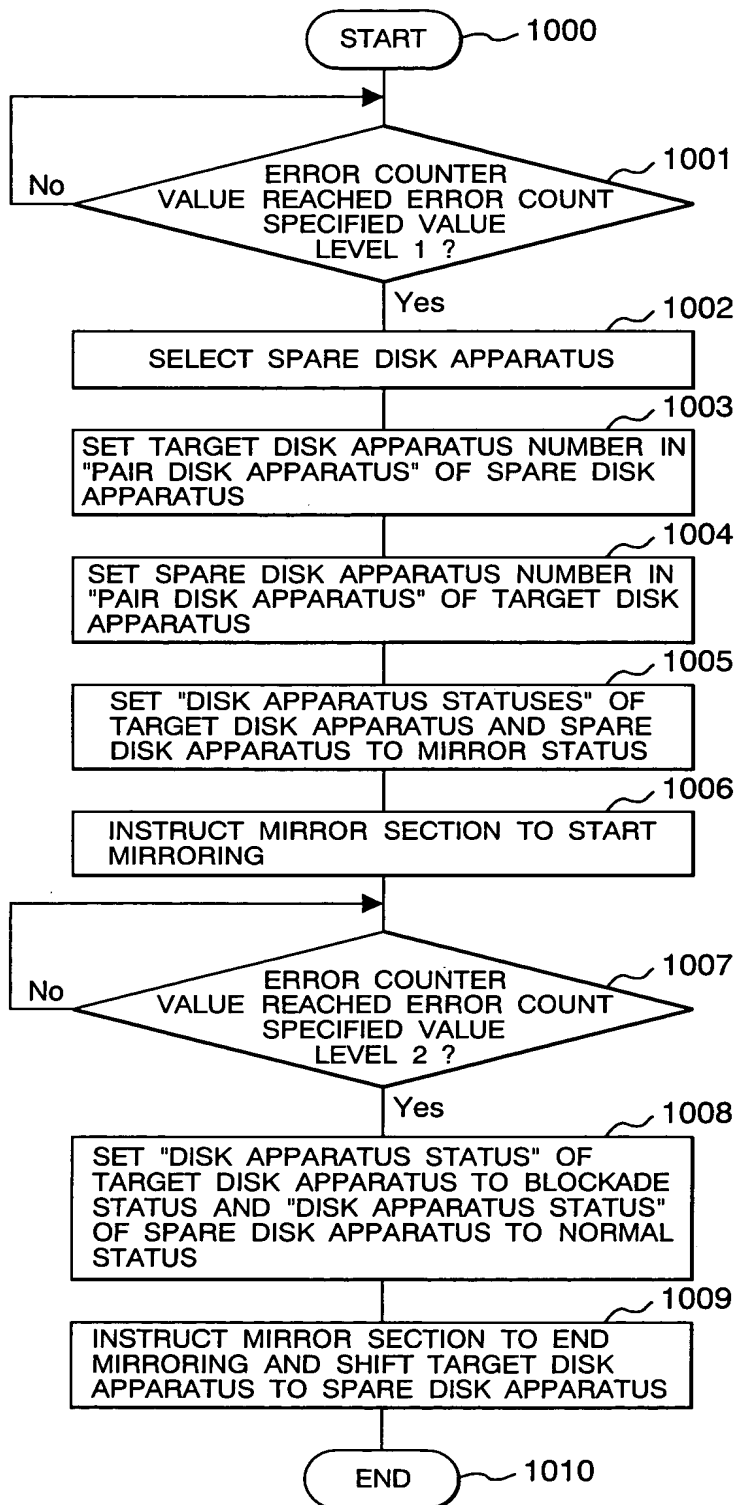 START
1000
ERROR COUNTER
VALUE REACHED ERROR COUNT
SPECIFIED VALUE
LEVEL 1 ?
1001
No
Yes
1002
SELECT SPARE DISK APPARATUS
1003
SET TARGET DISK APPARATUS NUMBER IN
"PAIR DISK APPARATUS" OF SPARE DISK
APPARATUS
1004
SET SPARE DISK APPARATUS NUMBER IN
"PAIR DISK APPARATUS" OF TARGET DISK
APPARATUS
1005
SET "DISK APPARATUS STATUSES" OF
TARGET DISK APPARATUS AND SPARE
DISK APPARATUS TO MIRROR STATUS
1006
INSTRUCT MIRROR SECTION TO START
MIRRORING
ERROR COUNTER
VALUE REACHED ERROR COUNT
SPECIFIED VALUE
LEVEL 2 ?
1007
No
Yes
1008
SET "DISK APPARATUS STATUS" OF
TARGET DISK APPARATUS TO BLOCKADE
STATUS AND "DISK APPARATUS STATUS"
OF SPARE DISK APPARATUS TO NORMAL
STATUS
1009
INSTRUCT MIRROR SECTION TO END
MIRRORING AND SHIFT TARGET DISK
APPARATUS TO SPARE DISK APPARATUS
END
1010